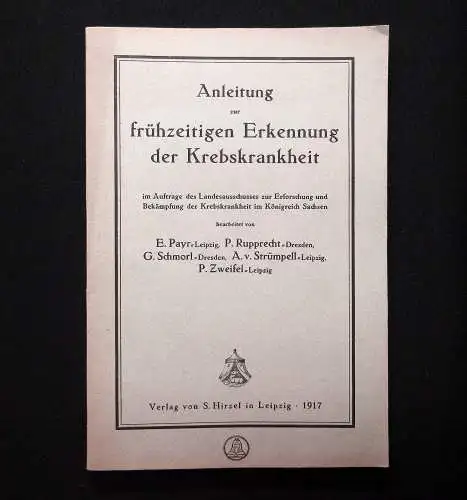 Anleitung
zur
frühzeitigen Erkennung
der Krebskrankheit
im Auftrage des Landesausschusses zur Erforschung und
Bekämpfung der Krebskrankheit im Königreich Sachsen
bearbeitet von
E. Payr-Leipzig, P. Rupprecht-Dresden,
G. Schmorl-Dresden, A. v. Strümpell-Leipzig,
P. Zweifel-Leipzig
Verlag von S. Hirzel in Leipzig · 1917